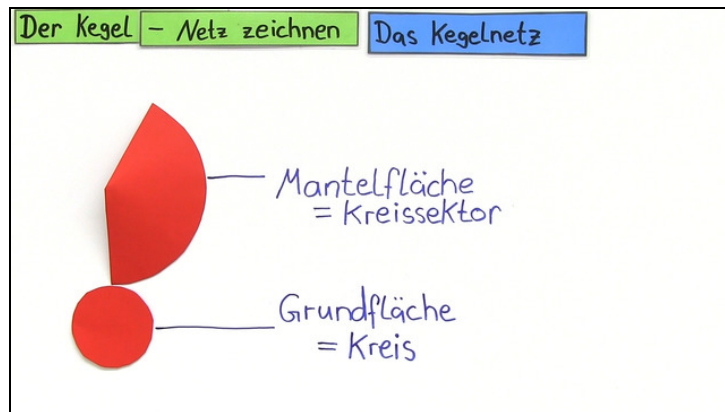 Der Kegel – Netz zeichnen Das Kegelnetz
Mantelfläche
= Kreissektor
Grundfläche
= Kreis